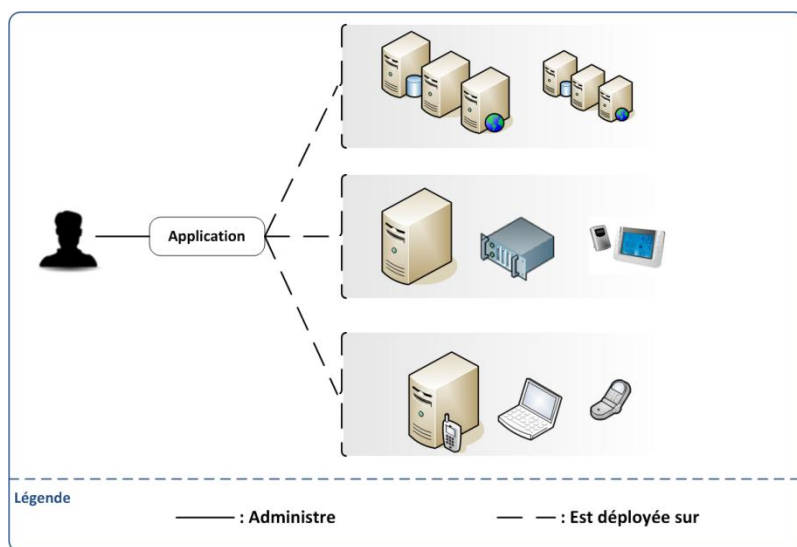 Application
Légende
: Administre
: Est déployée sur